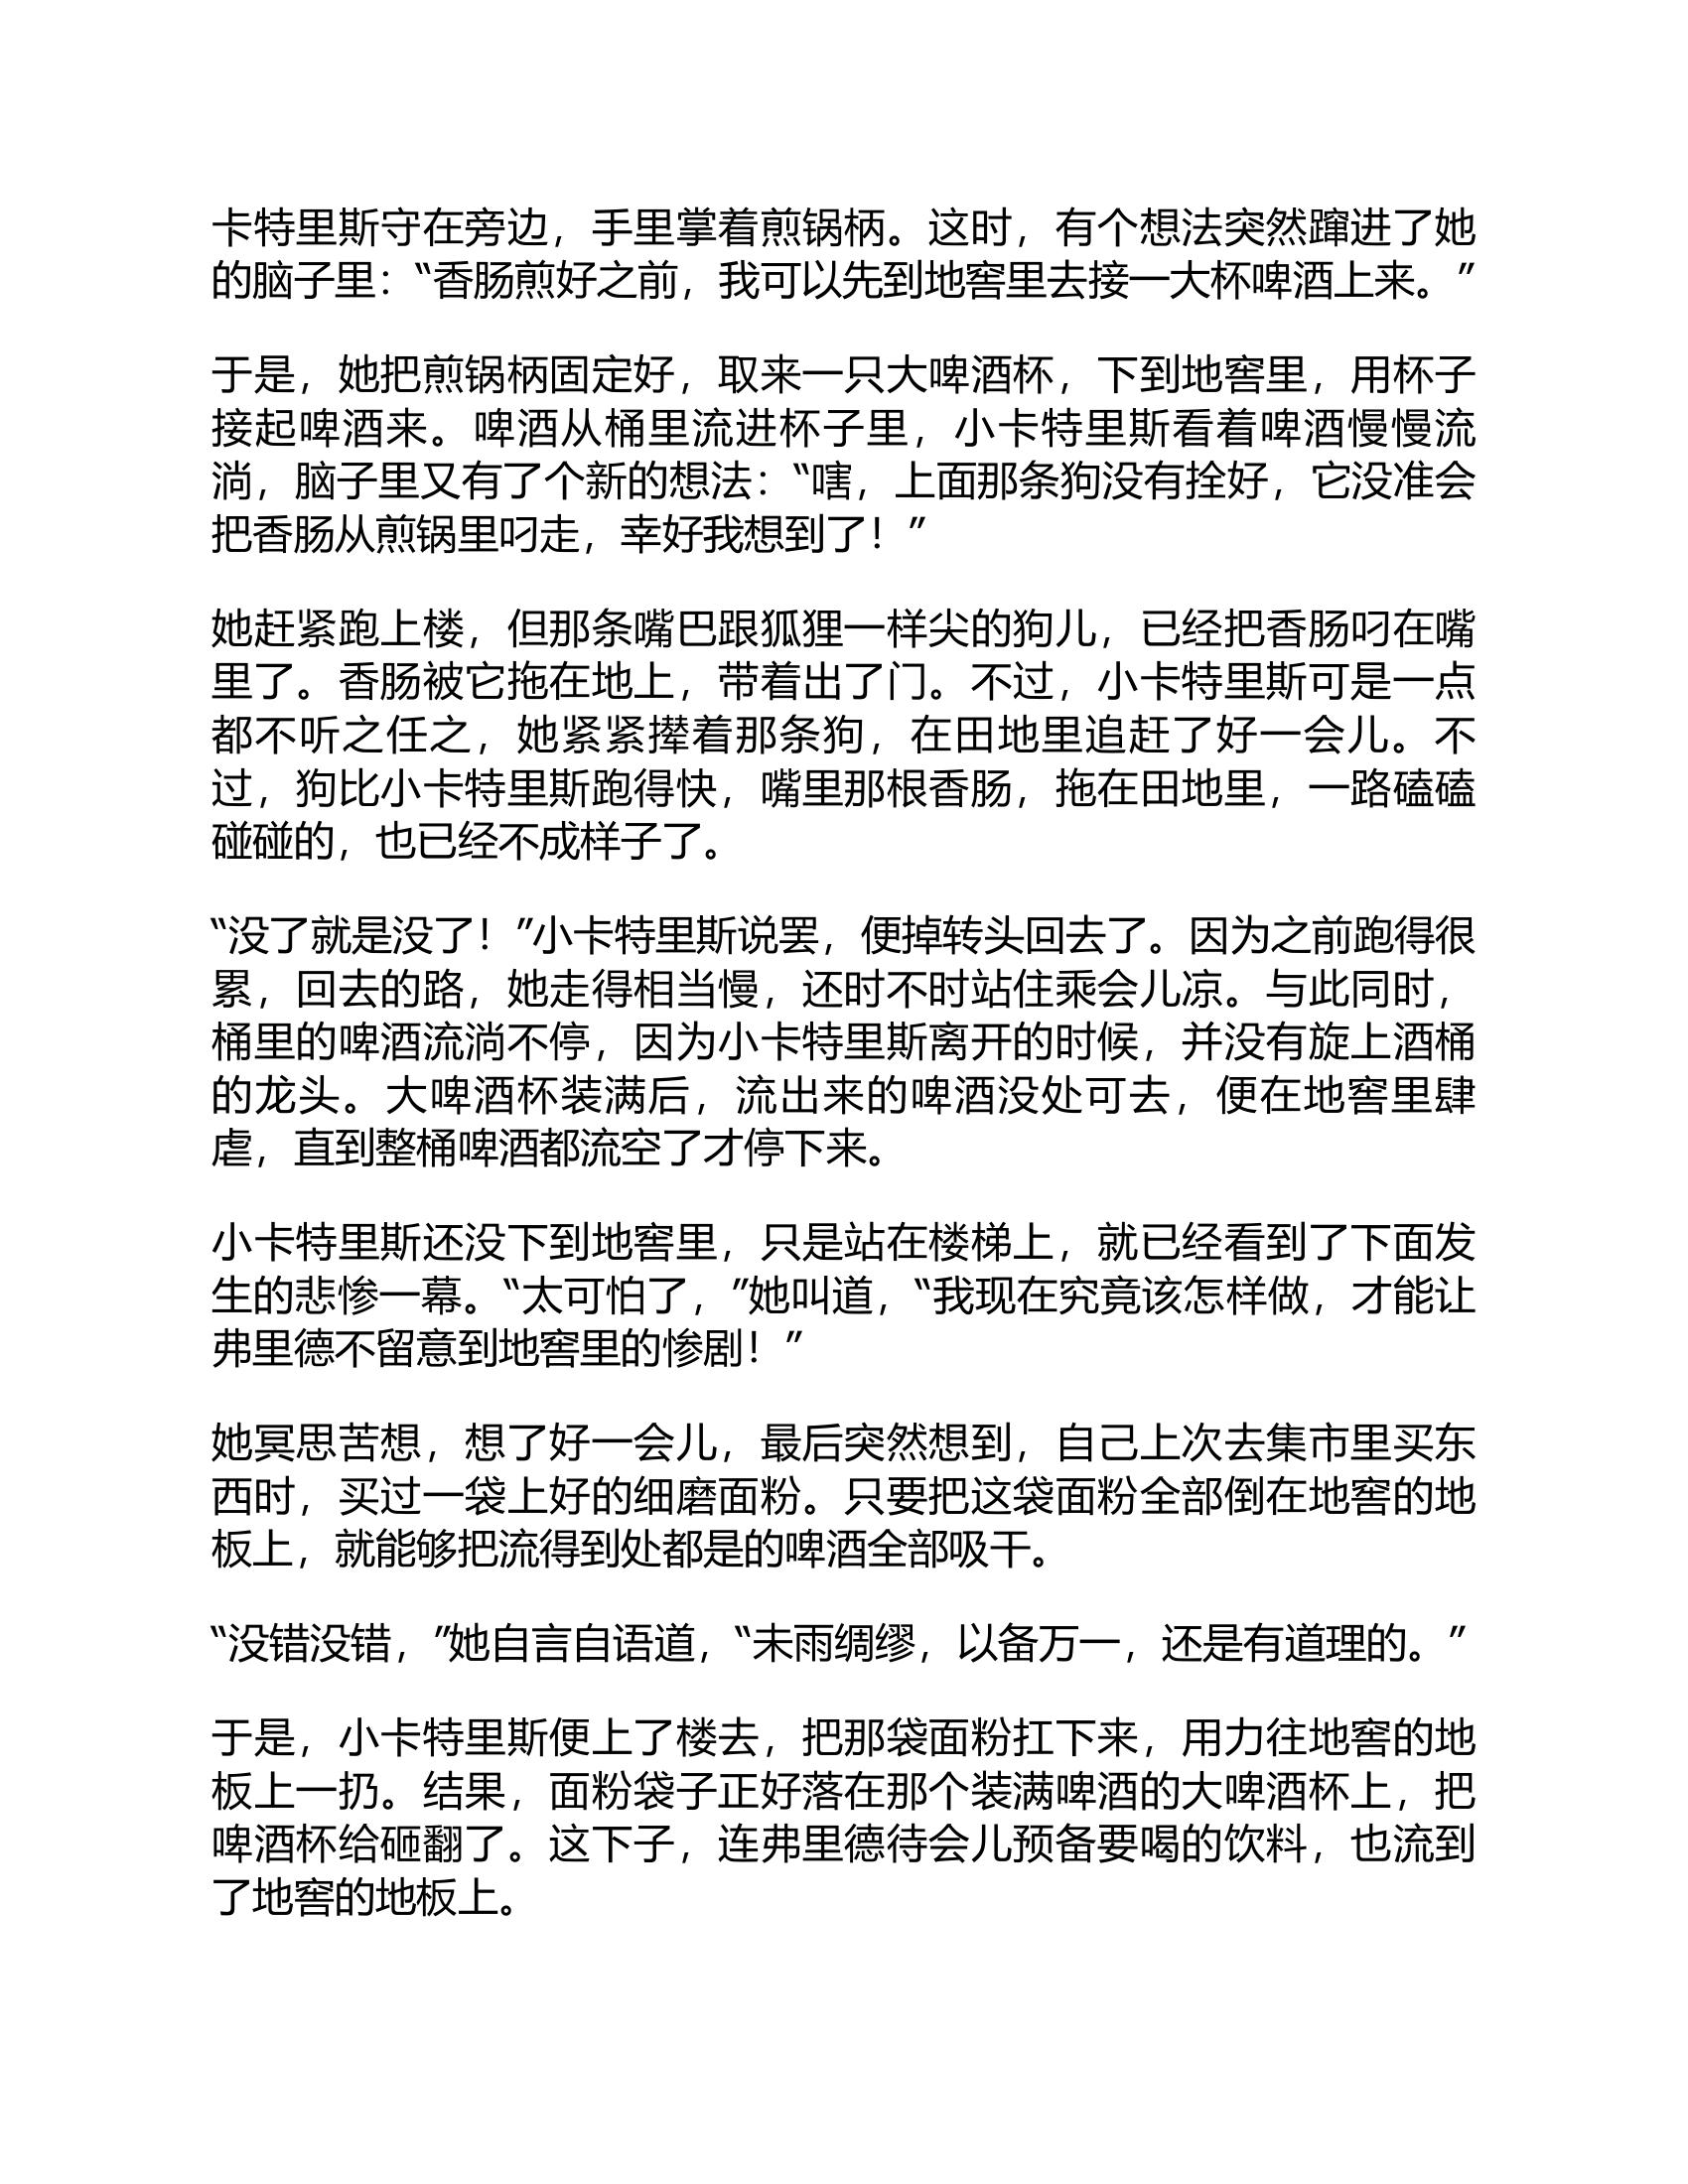 卡特里斯守在旁边，手里掌着煎锅柄。这时，有个想法突然蹿进了她
的脑子里：“香肠煎好之前，我可以先到地窖里去接一大杯啤酒上来。”
于是，她把煎锅柄固定好，取来一只大啤酒杯，下到地窖里，用杯子
接起啤酒来。啤酒从桶里流进杯子里，小卡特里斯看着啤酒慢慢流
淌，脑子里又有了个新的想法：“嗐，上面那条狗没有拴好，它没准会
把香肠从煎锅里叼走，幸好我想到了！”
她赶紧跑上楼，但那条嘴巴跟狐狸一样尖的狗儿，已经把香肠叼在嘴
里了。香肠被它拖在地上，带着出了门。不过，小卡特里斯可是一点
都不听之任之，她紧紧撵着那条狗，在田地里追赶了好一会儿。不
过，狗比小卡特里斯跑得快，嘴里那根香肠，拖在田地里，一路磕磕
碰碰的，也已经不成样子了。
“没了就是没了！”小卡特里斯说罢，便掉转头回去了。因为之前跑得很
累，回去的路，她走得相当慢，还时不时站住乘会儿凉。与此同时，
桶里的啤酒流淌不停，因为小卡特里斯离开的时候，并没有旋上酒桶
的龙头。大啤酒杯装满后，流出来的啤酒没处可去，便在地窖里肆
虐，直到整桶啤酒都流空了才停下来。
小卡特里斯还没下到地窖里，只是站在楼梯上，就已经看到了下面发
生的悲惨一幕。“太可怕了，”她叫道，“我现在究竟该怎样做，才能让
弗里德不留意到地窖里的惨剧！”
她冥思苦想，想了好一会儿，最后突然想到，自己上次去集市里买东
西时，买过一袋上好的细磨面粉。只要把这袋面粉全部倒在地窖的地
板上，就能够把流得到处都是的啤酒全部吸干。
“没错没错，”她自言自语道，“未雨绸缪，以备万一，还是有道理的。”
于是，小卡特里斯便上了楼去，把那袋面粉扛下来，用力往地窖的地
板上一扔。结果，面粉袋子正好落在那个装满啤酒的大啤酒杯上，把
啤酒杯给砸翻了。这下子，连弗里德待会儿预备要喝的饮料，也流到
了地窖的地板上。